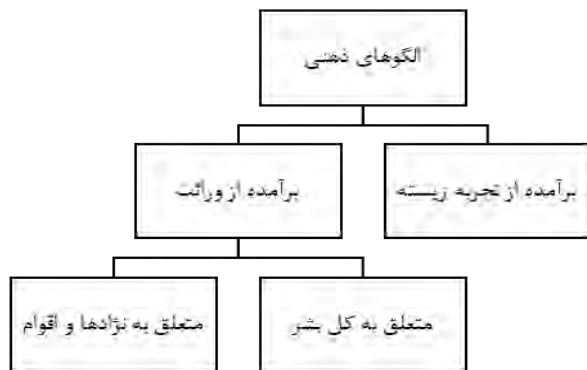 الگوهای ذهنی
برآمده از تجربه زیسته
برآمده از وراثت
متعلق به کل بشر
متعلق به نژادها و اقوام